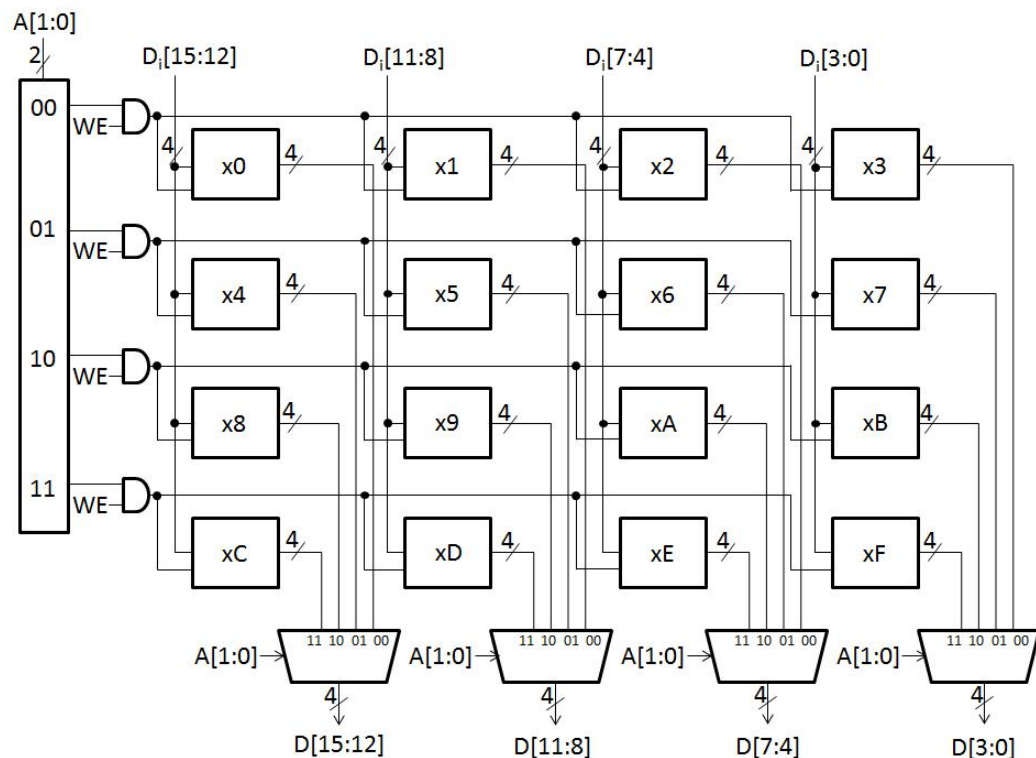 A[1:0]
2
Di[15:12] Di[11:8] Di[7:4] Di[3:0]
00
WE
4 x0 4 4 x1 4 4 x2 4 4 x3 4
01
WE
x4 4 x5 4 x6 4 x7 4
10
WE
x8 4 x9 4 xA 4 xB 4
11
WE
xC 4 xD 4 xE 4 xF 4
11 10 01 00 11 10 01 00 11 10 01 00 11 10 01 00
A[1:0] A[1:0] A[1:0] A[1:0]
4 4 4 4
D[15:12] D[11:8] D[7:4] D[3:0]